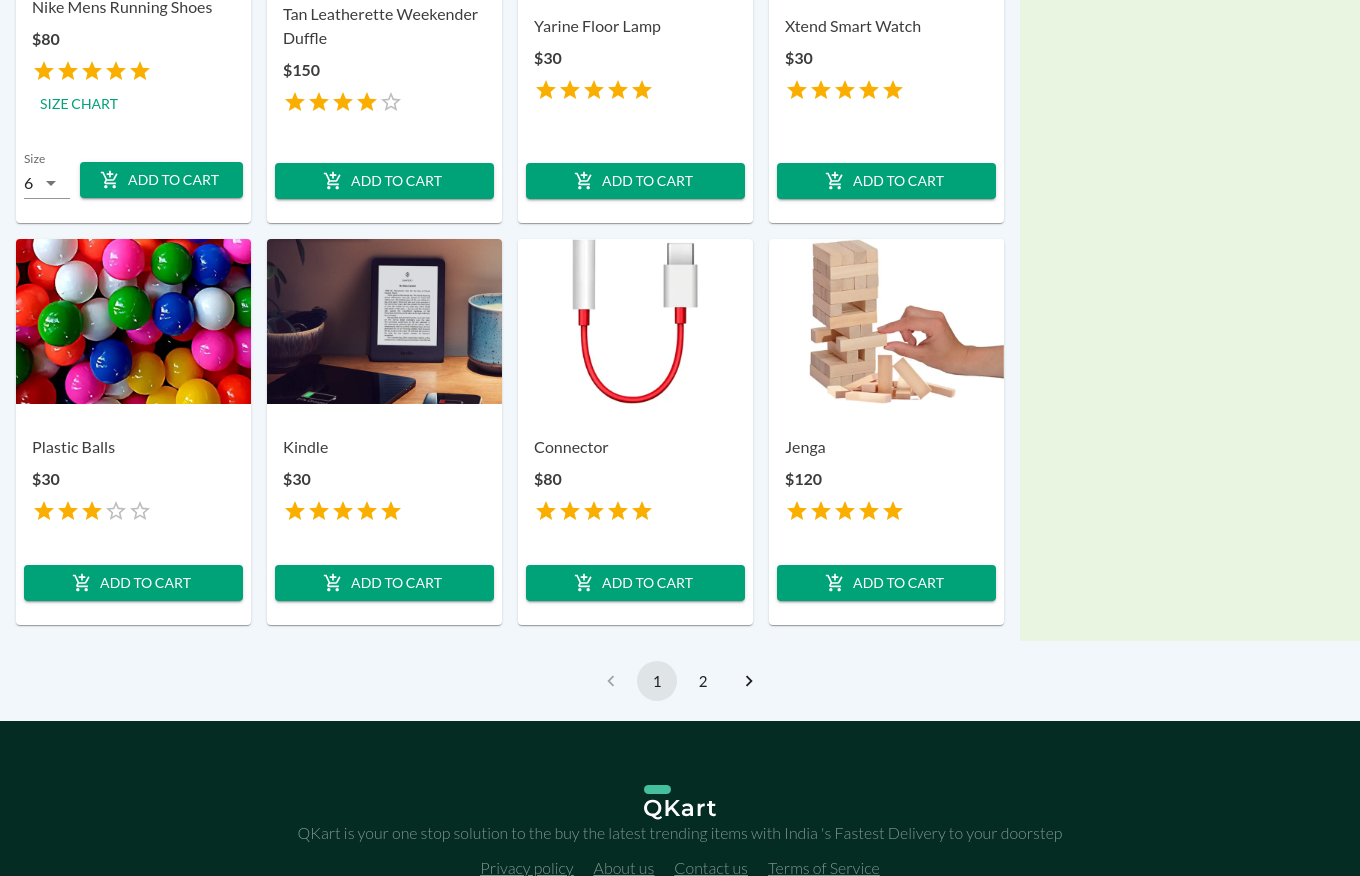 Nike Mens Running Shoes
$80
SIZE CHART
Size
6
ADD TO CART
Tan Leatherette Weekender
Duffle
$150
ADD TO CART
Yarine Floor Lamp
$30
ADD TO CART
Xtend Smart Watch
$30
ADD TO CART
Plastic Balls
$30
ADD TO CART
Kindle
$30
ADD TO CART
Connector
$80
ADD TO CART
Jenga
$120
ADD TO CART
1
2
QKart
QKart is your one stop solution to the buy the latest trending items with India 's Fastest Delivery to your doorstep
Privacy policy About us Contact us Terms of Service